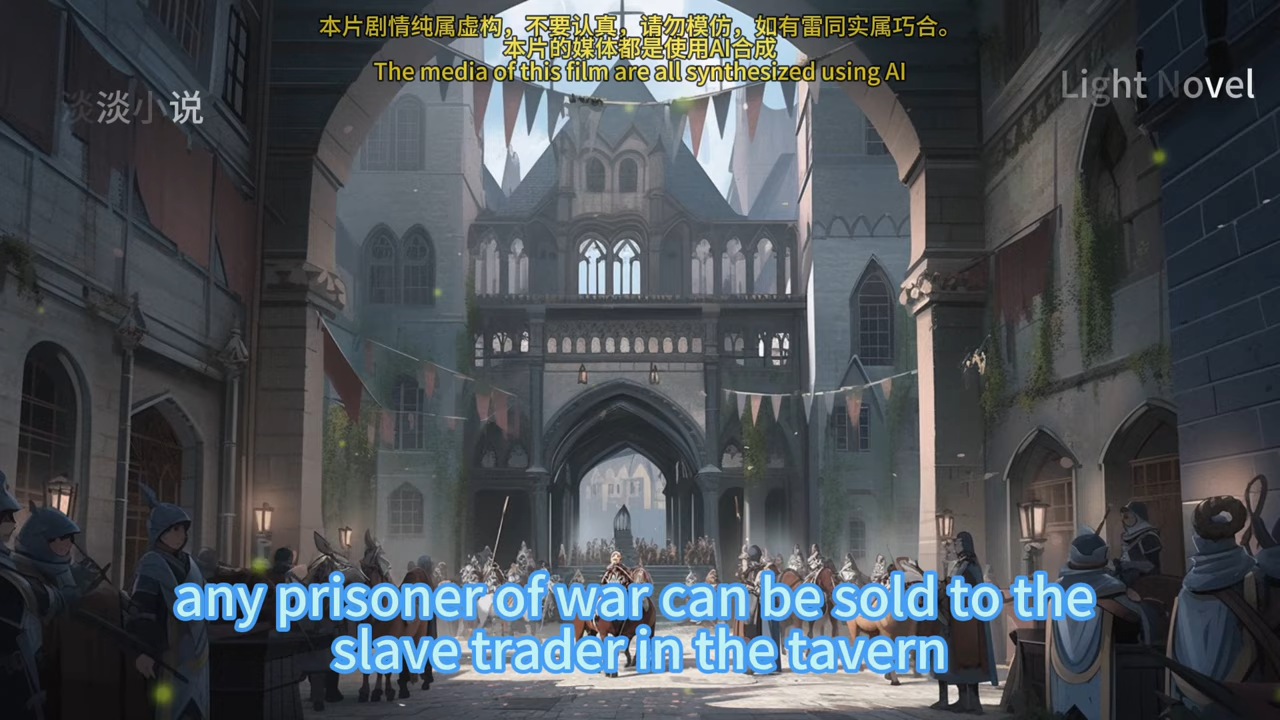 本片剧情纯属虚构，不要认真，请勿模仿，如有雷同实属巧合。
本片的媒体都是使用AI合成
The media of this film are all synthesized using AI
淡淡小说
Light Novel
any prisoner of war can be sold to the
slave trader in the tavern